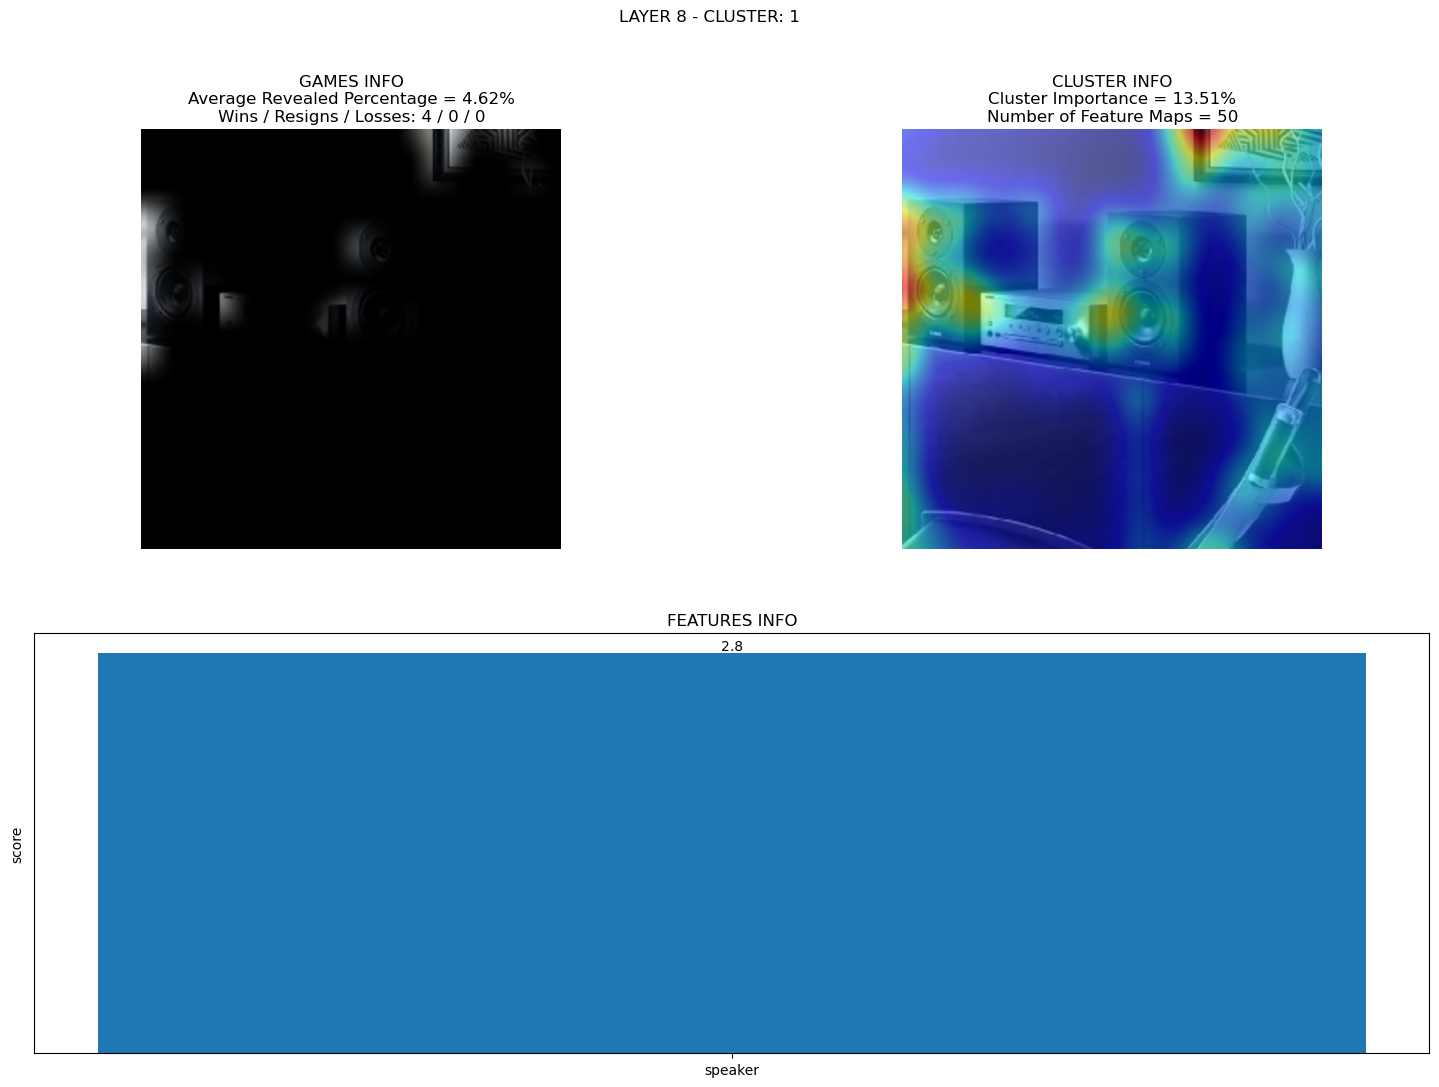 LAYER 8 - CLUSTER: 1
GAMES INFO
Average Revealed Percentage = 4.62%
Wins / Resigns / Losses: 4 / 0 / 0
CLUSTER INFO
Cluster Importance = 13.51%
Number of Feature Maps = 50
FEATURES INFO
2.8
score
speaker